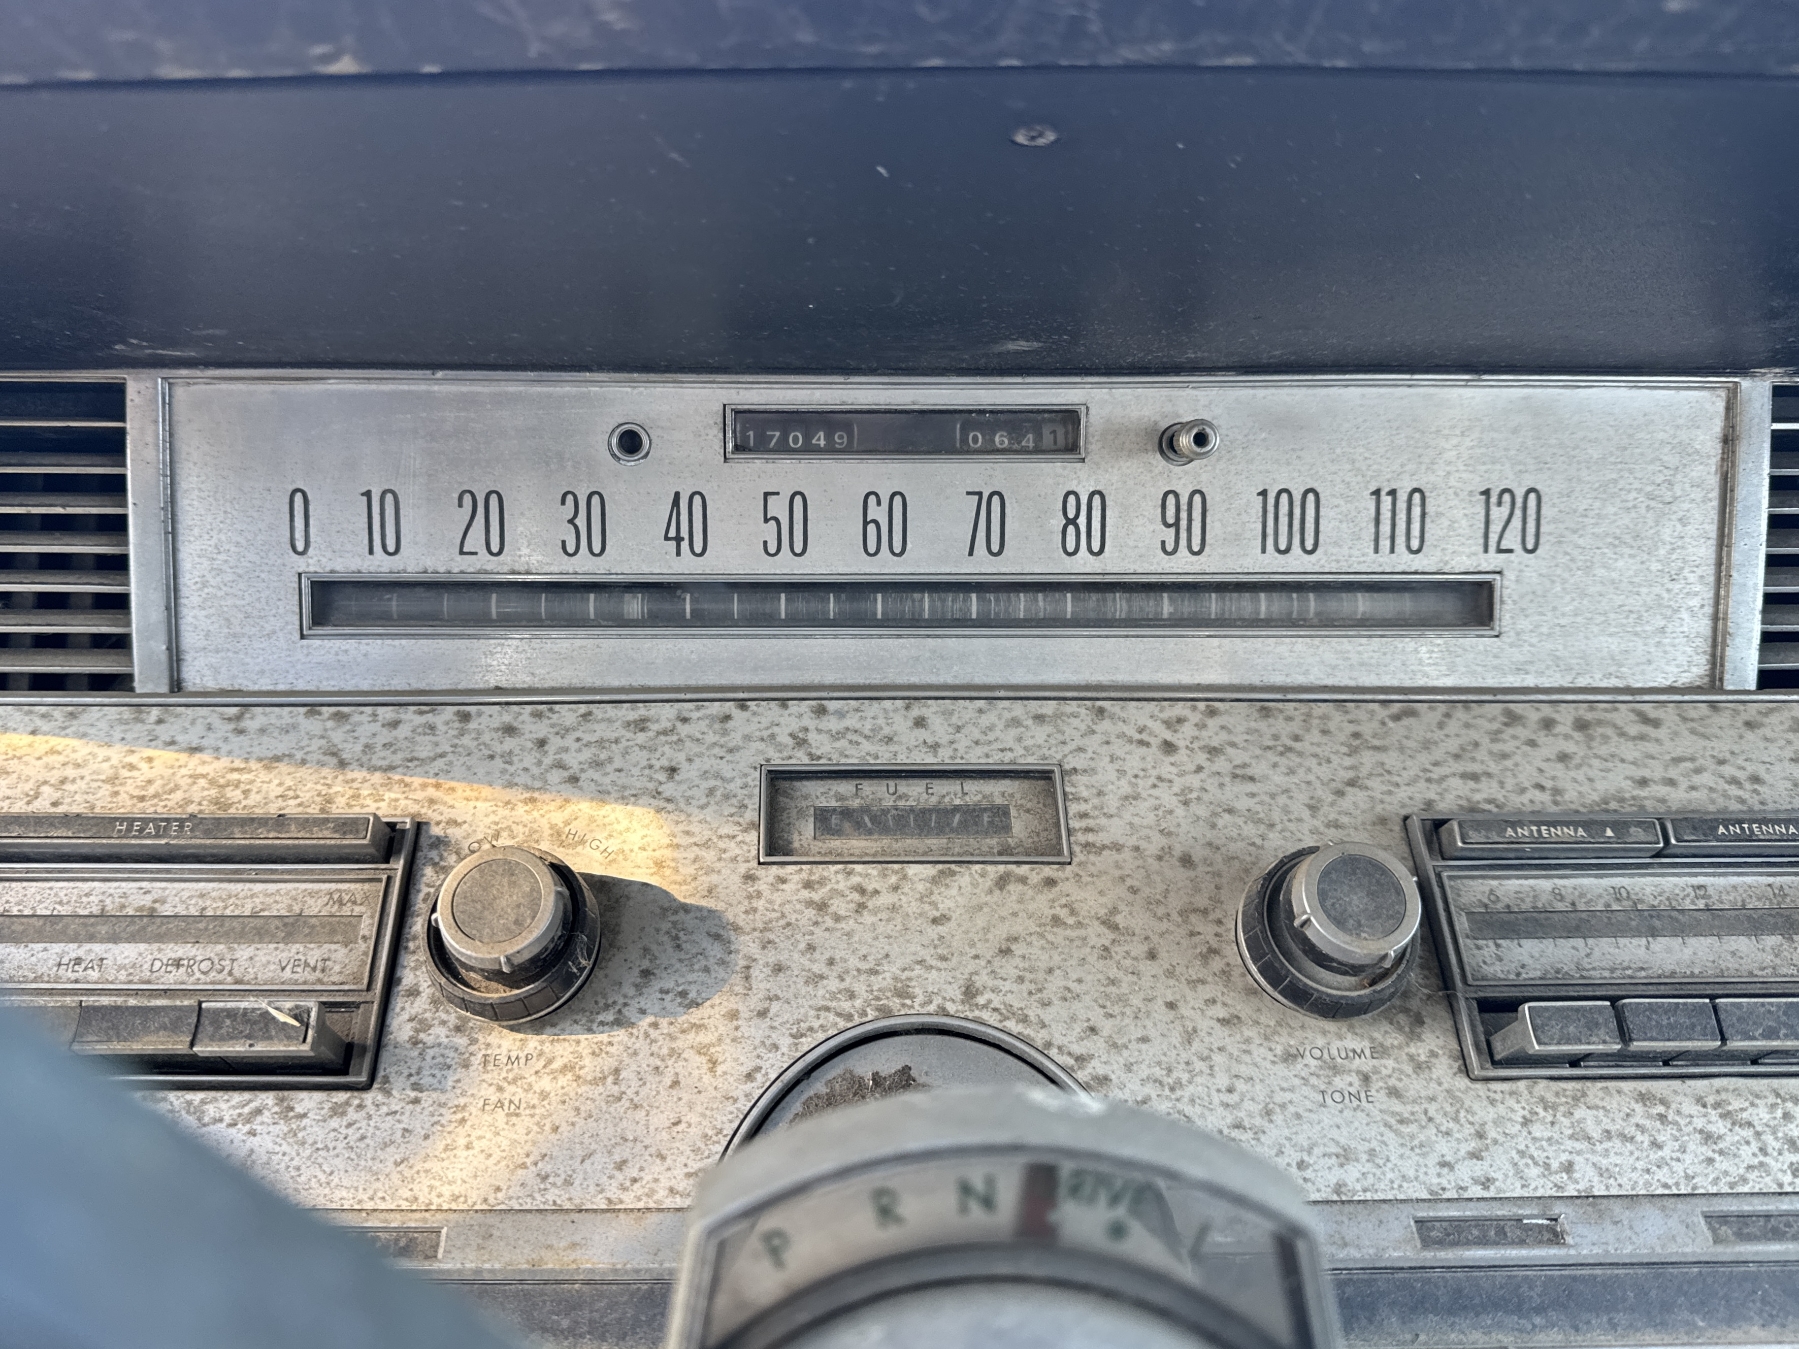 17049 0641
0 10 20 30 40 50 60 70 80 90 100 110 120
FUEL
HEATER
HIGH
ANTENNA ▲ ANTENNA
MAX
6 8 10 12 14
HEAT DEFROST VENT
TEMP
FAN
VOLUME
TONE
P R N